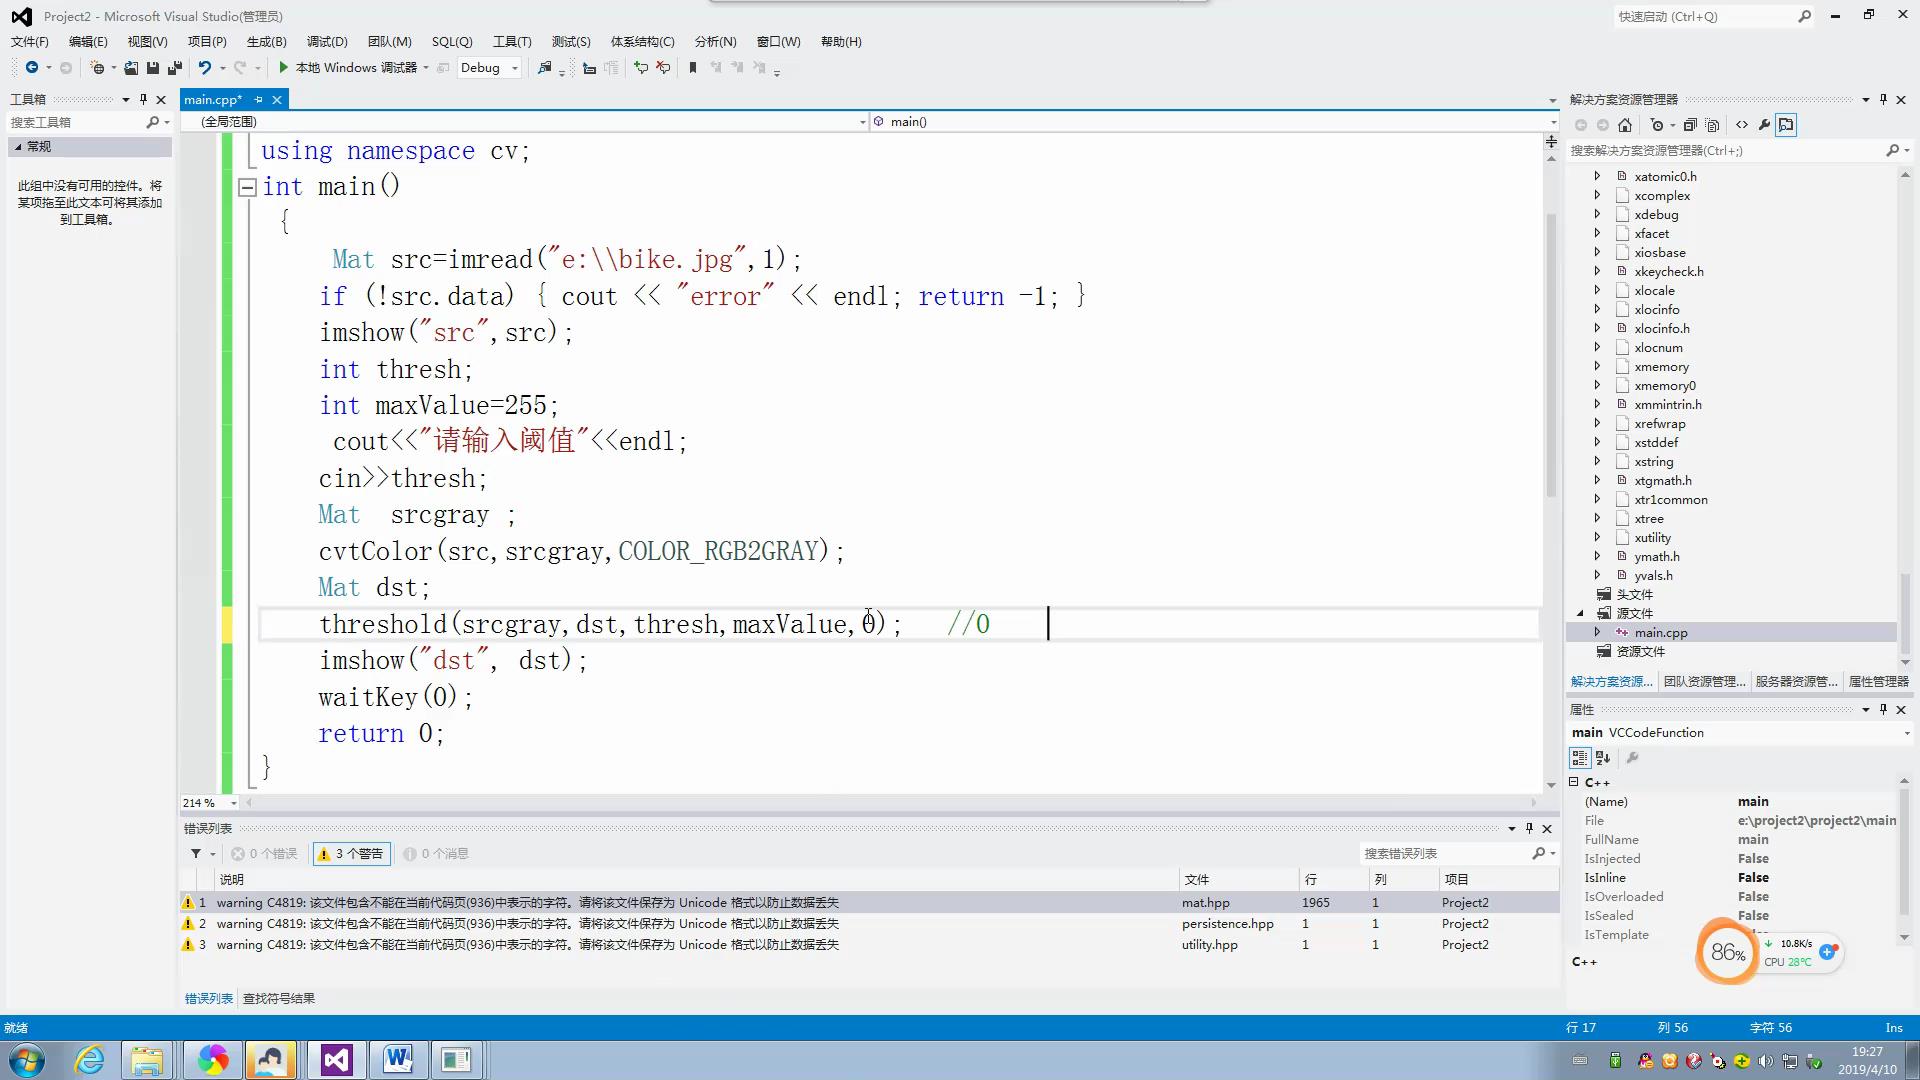 Project2 - Microsoft Visual Studio(管理员)
快速启动 (Ctrl+Q)
文件(F) 编辑(E) 视图(V) 项目(P) 生成(B) 调试(D) 团队(M) SQL(Q) 工具(T) 测试(S) 体系结构(C) 分析(N) 窗口(W) 帮助(H)
本地 Windows 调试器 Debug
工具箱
搜索工具箱
常规
此组中没有可用的控件。将
某项拖至此文本可将其添加
到工具箱。
main.cpp*
(全局范围) main()
using namespace cv;
int main()
{
Mat src=imread("e:\\bike.jpg",1);
if (!src.data) { cout << "error" << endl; return -1; }
imshow("src",src);
int thresh;
int maxValue=255;
cout<<"请输入阈值"<<endl;
cin>>thresh;
Mat  srcgray ;
cvtColor(src,srcgray,COLOR_RGB2GRAY);
Mat dst;
threshold(srcgray,dst,thresh,maxValue,0);   //0
imshow("dst", dst);
waitKey(0);
return 0;
}
214 %
错误列表
0 个错误 3 个警告 0 个消息 搜索错误列表
说明 文件 行 列 项目
1 warning C4819: 该文件包含不能在当前代码页(936)中表示的字符。请将该文件保存为 Unicode 格式以防止数据丢失 mat.hpp 1965 1 Project2
2 warning C4819: 该文件包含不能在当前代码页(936)中表示的字符。请将该文件保存为 Unicode 格式以防止数据丢失 persistence.hpp 1 1 Project2
3 warning C4819: 该文件包含不能在当前代码页(936)中表示的字符。请将该文件保存为 Unicode 格式以防止数据丢失 utility.hpp 1 1 Project2
错误列表 查找符号结果
解决方案资源管理器
搜索解决方案资源管理器(Ctrl+;)
xatomic0.h
xcomplex
xdebug
xfacet
xiosbase
xkeycheck.h
xlocale
xlocinfo
xlocinfo.h
xlocnum
xmemory
xmemory0
xmmintrin.h
xrefwrap
xstddef
xstring
xtgmath.h
xtr1common
xtree
xutility
ymath.h
yvals.h
头文件
源文件
main.cpp
资源文件
解决方案资源... 团队资源管理... 服务器资源管... 属性管理器
属性
main VCCodeFunction
C++
(Name) main
File e:\project2\project2\main
FullName main
IsInjected False
IsInline False
IsOverloaded False
IsSealed False
IsTemplate
C++
86% 10.8K/s
CPU 28℃
就绪 行 17 列 56 字符 56 Ins
19:27
2019/4/10